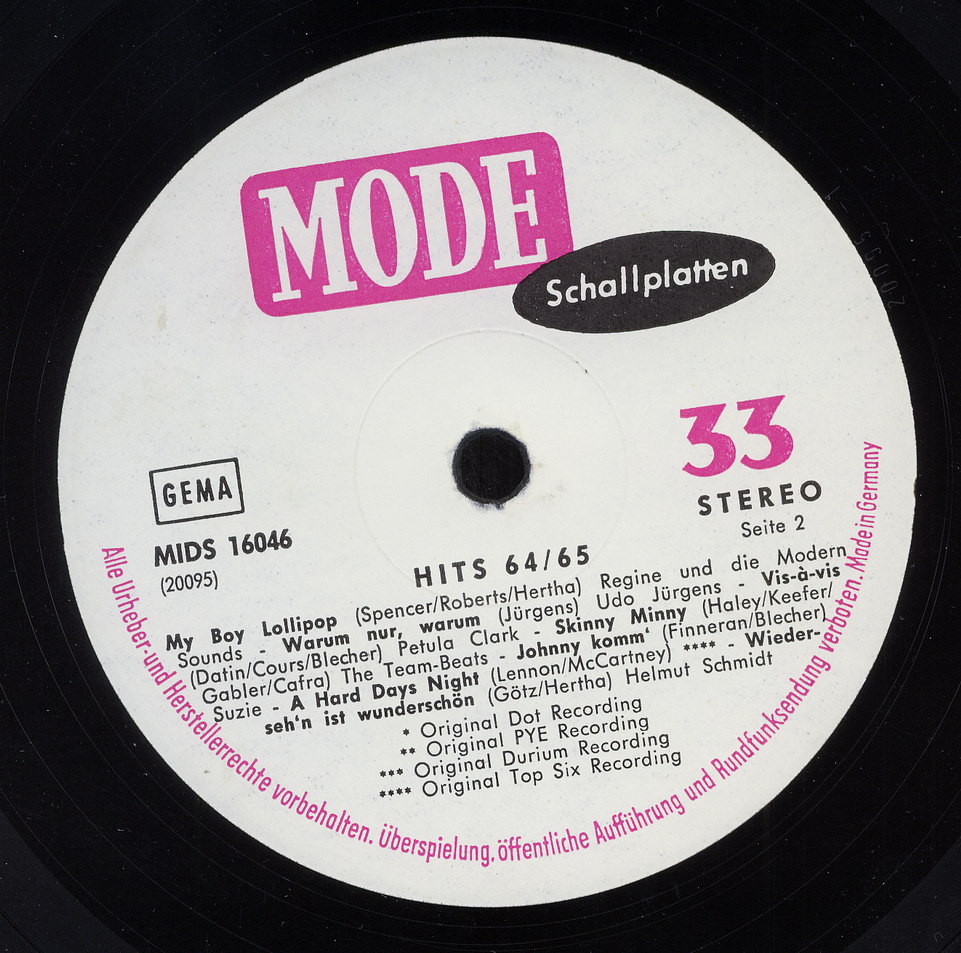 MODE
Schallplatten
33
STEREO
Seite 2
GEMA
MIDS 16046
(20095)
HITS 64/65
My Boy Lollipop (Spencer/Roberts/Hertha) Regine und die Modern
Sounds - Warum nur, warum (Jürgens) Udo Jürgens - Vis-à-vis
(Datin/Cours/Blecher) Petula Clark - Skinny Minny (Haley/Keefer/
Gabler/Cafra) The Team-Beats - Johnny komm' (Finneran/Blecher)
Suzie - A Hard Days Night (Lennon/McCartney) **** - Wieder-
seh'n ist wunderschön (Götz/Hertha) Helmut Schmidt
* Original Dot Recording
** Original PYE Recording
*** Original Durium Recording
**** Original Top Six Recording
Alle Urheber- und Herstellerrechte vorbehalten. Überspielung, öffentliche Aufführung und Rundfunksendung verboten. Made in Germany
20095